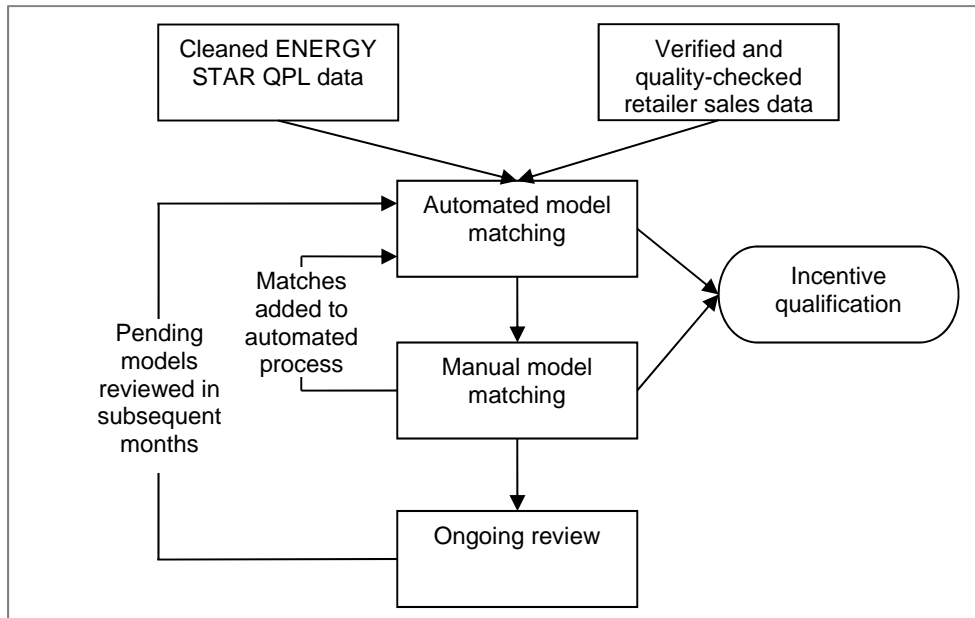 Cleaned ENERGY
STAR QPL data
Verified and
quality-checked
retailer sales data
Automated model
matching
Matches
added to
automated
process
Incentive
qualification
Pending
models
reviewed in
subsequent
months
Manual model
matching
Ongoing review